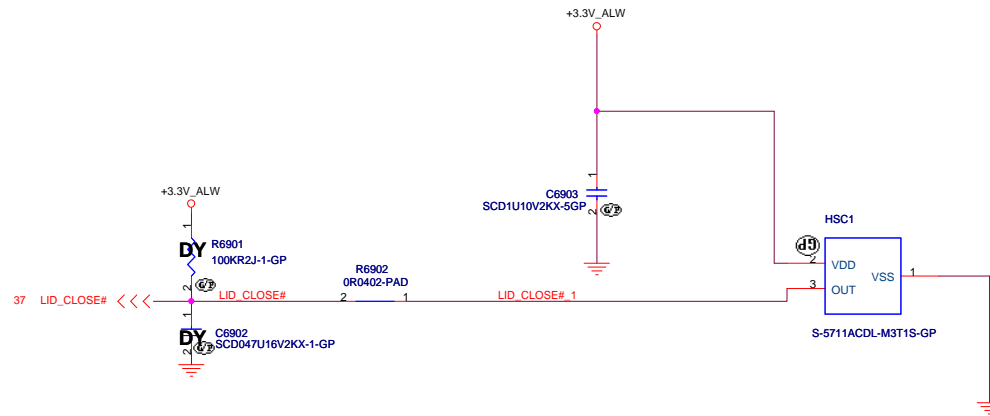 +3.3V_ALW
1
C6903
SCD1U10V2KX-5GP
2
G/P
+3.3V_ALW
1
DY
R6901
100KR2J-1-GP
2
G/P
HSC1
GP
2
VDD
VSS
1
3
OUT
S-5711ACDL-M3T1S-GP
R6902
0R0402-PAD
37 LID_CLOSE#
LID_CLOSE#
2
1
LID_CLOSE#_1
1
C6902
DY
SCD047U16V2KX-1-GP
2
G/P